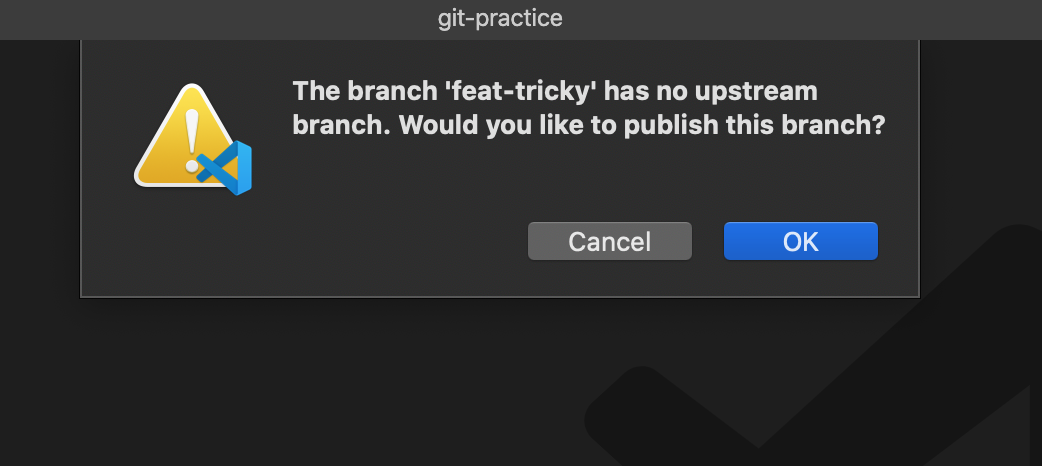 git-practice
The branch 'feat-tricky' has no upstream
branch. Would you like to publish this branch?
Cancel
OK